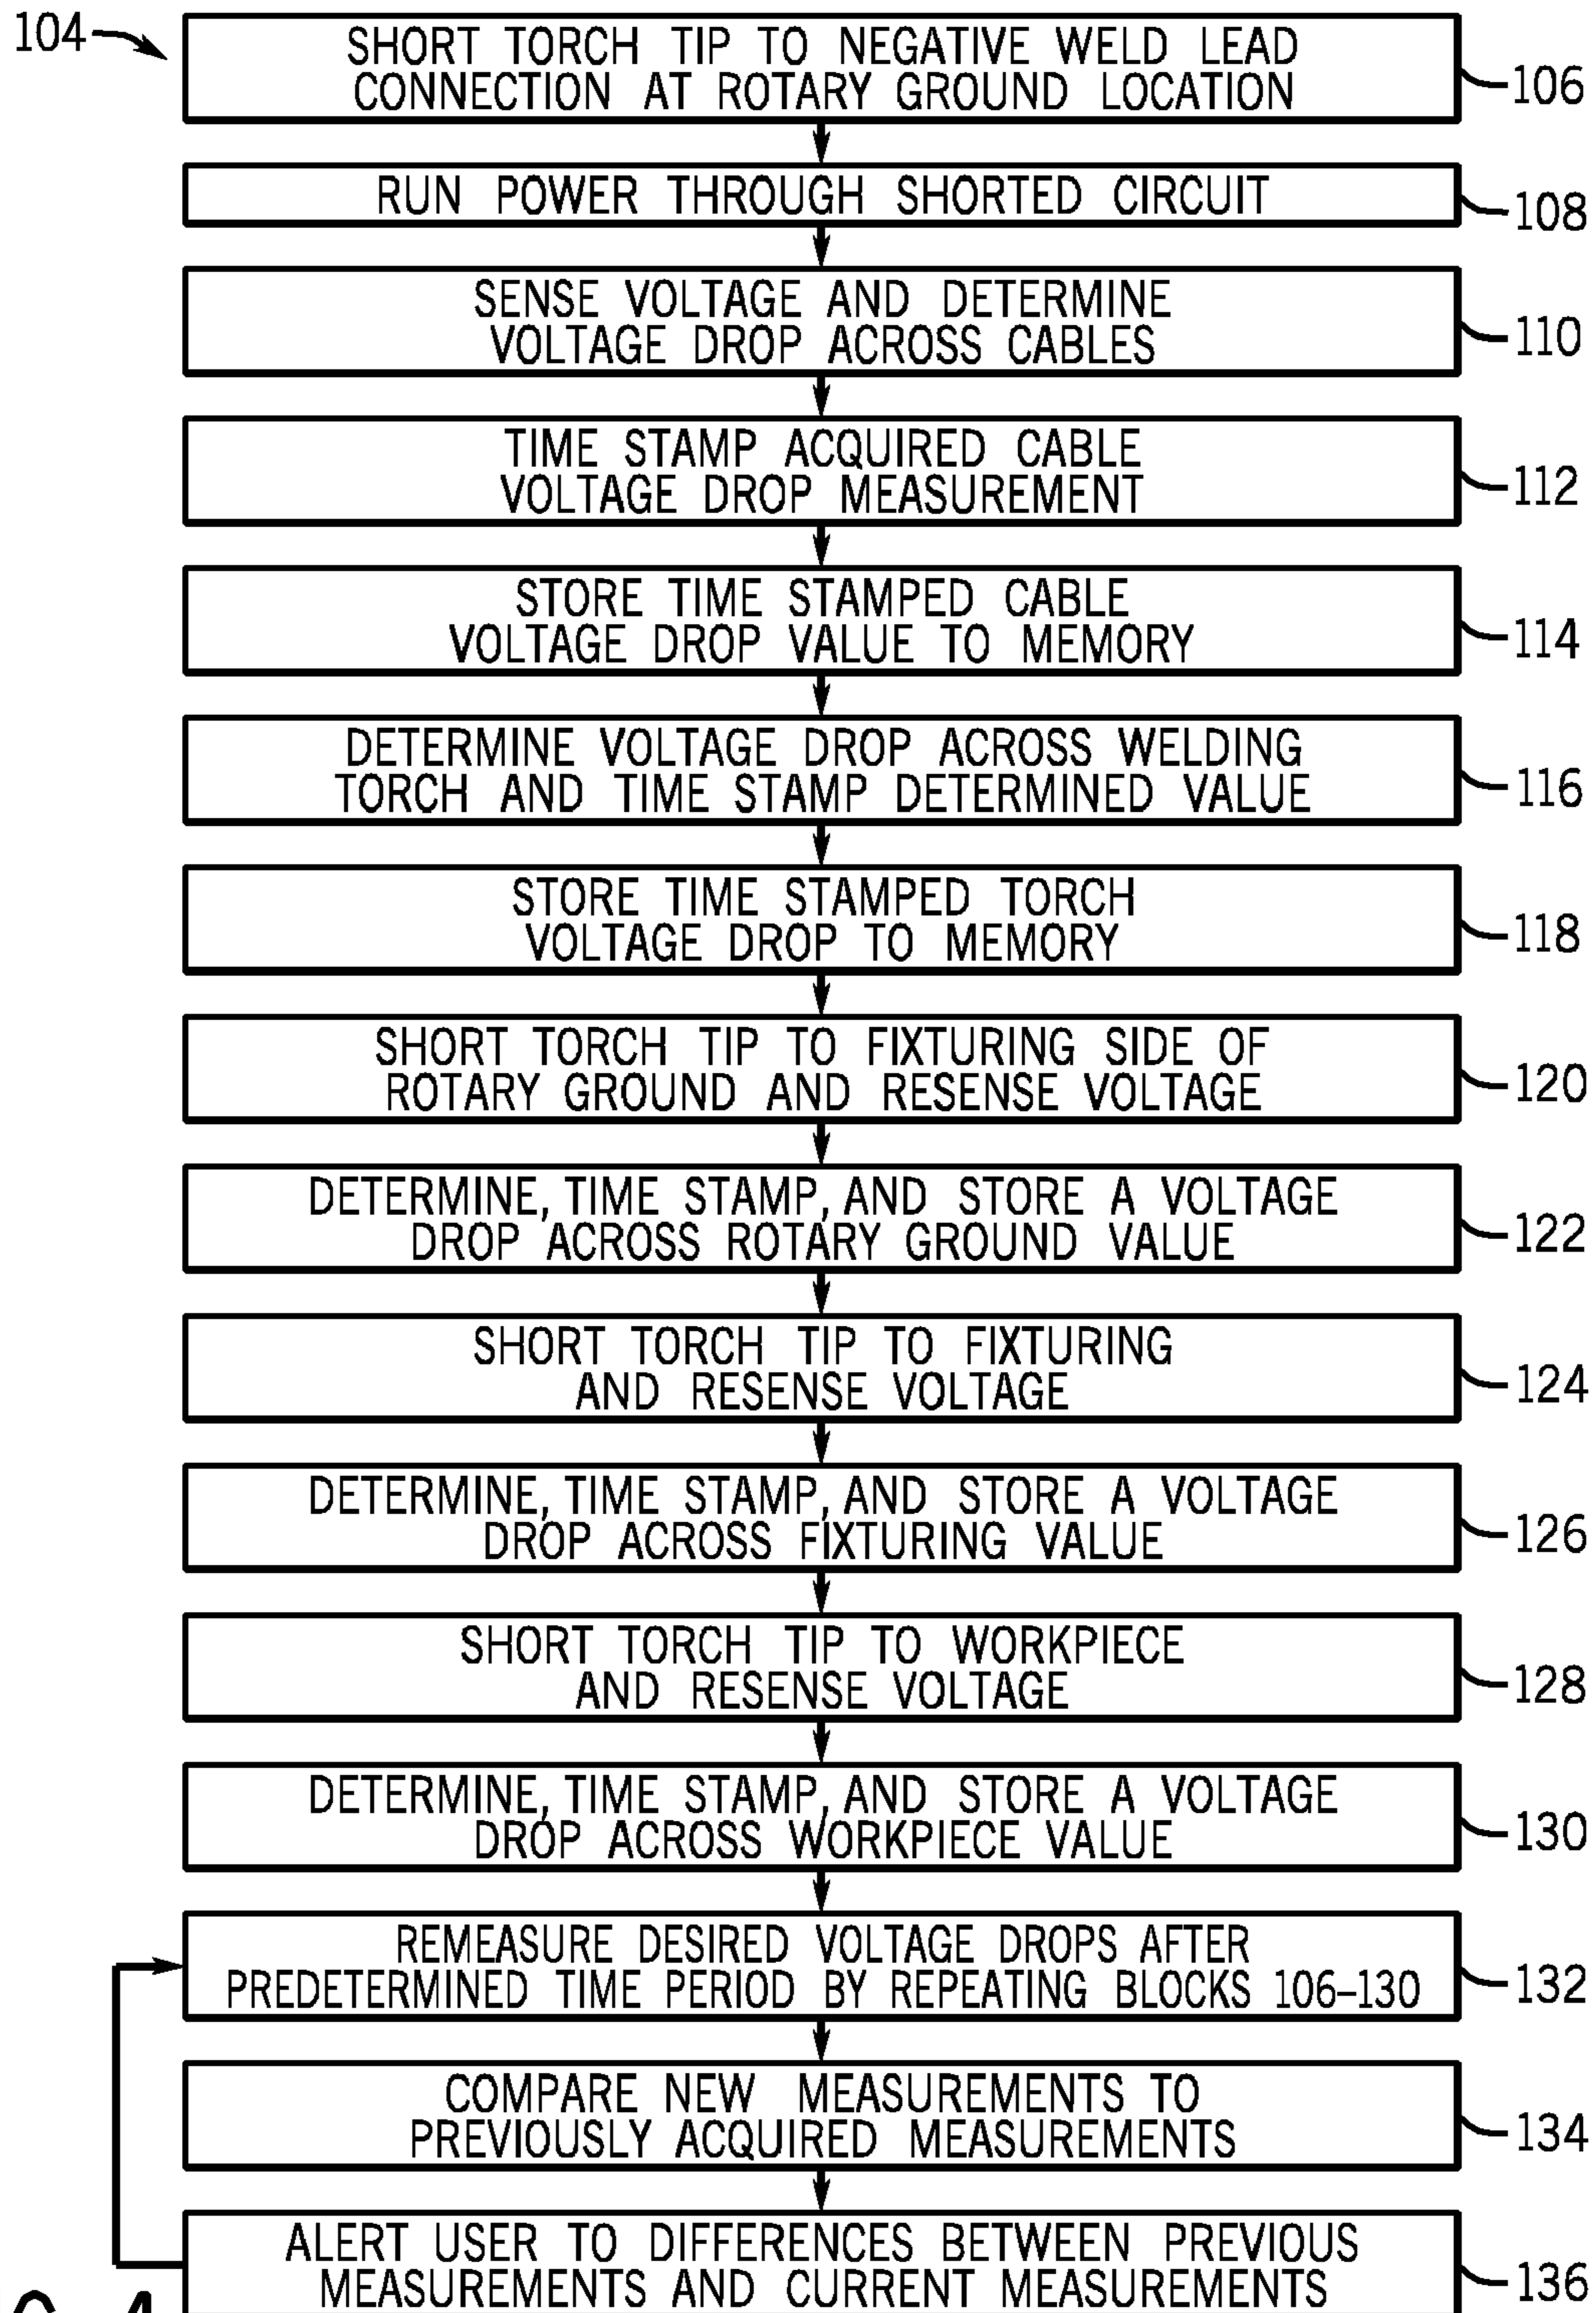 104
SHORT TORCH TIP TO NEGATIVE WELD LEAD
CONNECTION AT ROTARY GROUND LOCATION
106
RUN POWER THROUGH SHORTED CIRCUIT
108
SENSE VOLTAGE AND DETERMINE
VOLTAGE DROP ACROSS CABLES
110
TIME STAMP ACQUIRED CABLE
VOLTAGE DROP MEASUREMENT
112
STORE TIME STAMPED CABLE
VOLTAGE DROP VALUE TO MEMORY
114
DETERMINE VOLTAGE DROP ACROSS WELDING
TORCH AND TIME STAMP DETERMINED VALUE
116
STORE TIME STAMPED TORCH
VOLTAGE DROP TO MEMORY
118
SHORT TORCH TIP TO FIXTURING SIDE OF
ROTARY GROUND AND RESENSE VOLTAGE
120
DETERMINE, TIME STAMP, AND STORE A VOLTAGE
DROP ACROSS ROTARY GROUND VALUE
122
SHORT TORCH TIP TO FIXTURING
AND RESENSE VOLTAGE
124
DETERMINE, TIME STAMP, AND STORE A VOLTAGE
DROP ACROSS FIXTURING VALUE
126
SHORT TORCH TIP TO WORKPIECE
AND RESENSE VOLTAGE
128
DETERMINE, TIME STAMP, AND STORE A VOLTAGE
DROP ACROSS WORKPIECE VALUE
130
REMEASURE DESIRED VOLTAGE DROPS AFTER
PREDETERMINED TIME PERIOD BY REPEATING BLOCKS 106–130
132
COMPARE NEW MEASUREMENTS TO
PREVIOUSLY ACQUIRED MEASUREMENTS
134
ALERT USER TO DIFFERENCES BETWEEN PREVIOUS
MEASUREMENTS AND CURRENT MEASUREMENTS
136